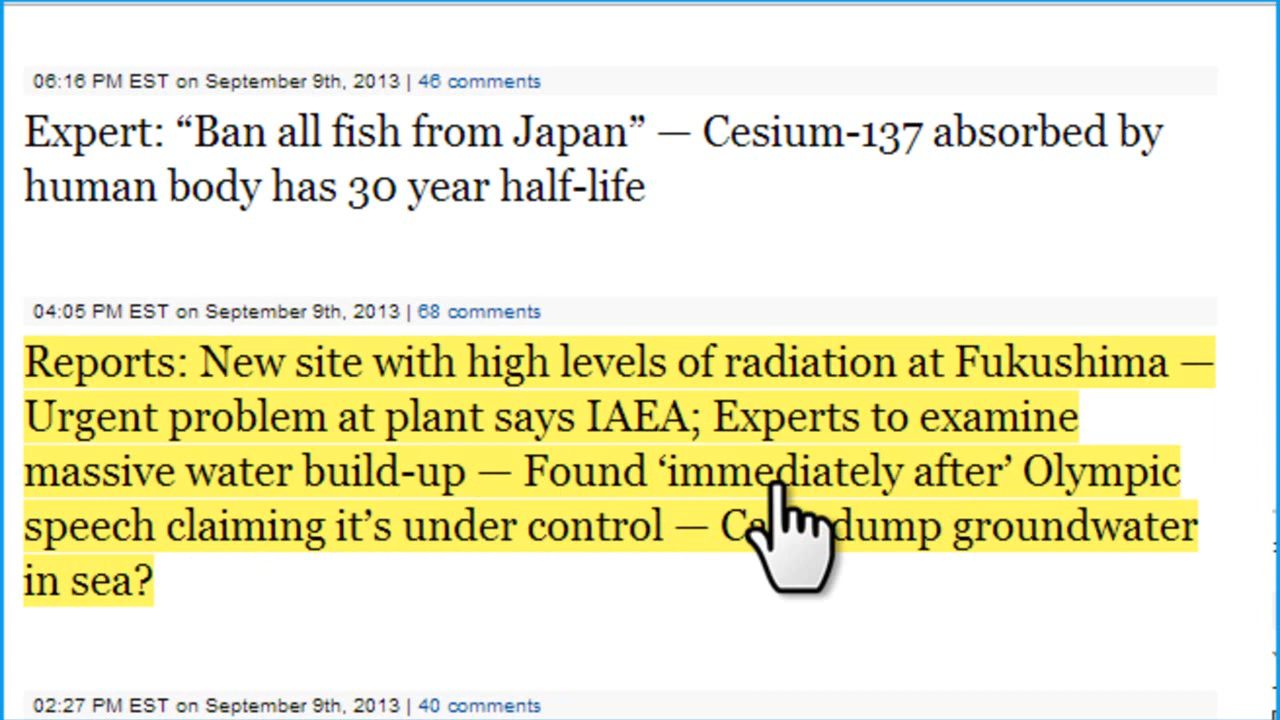 06:16 PM EST on September 9th, 2013 | 46 comments
Expert: “Ban all fish from Japan” — Cesium-137 absorbed by
human body has 30 year half-life
04:05 PM EST on September 9th, 2013 | 68 comments
Reports: New site with high levels of radiation at Fukushima —
Urgent problem at plant says IAEA; Experts to examine
massive water build-up — Found ‘immediately after’ Olympic
speech claiming it’s under control — dump groundwater
in sea?
02:27 PM EST on September 9th, 2013 | 40 comments